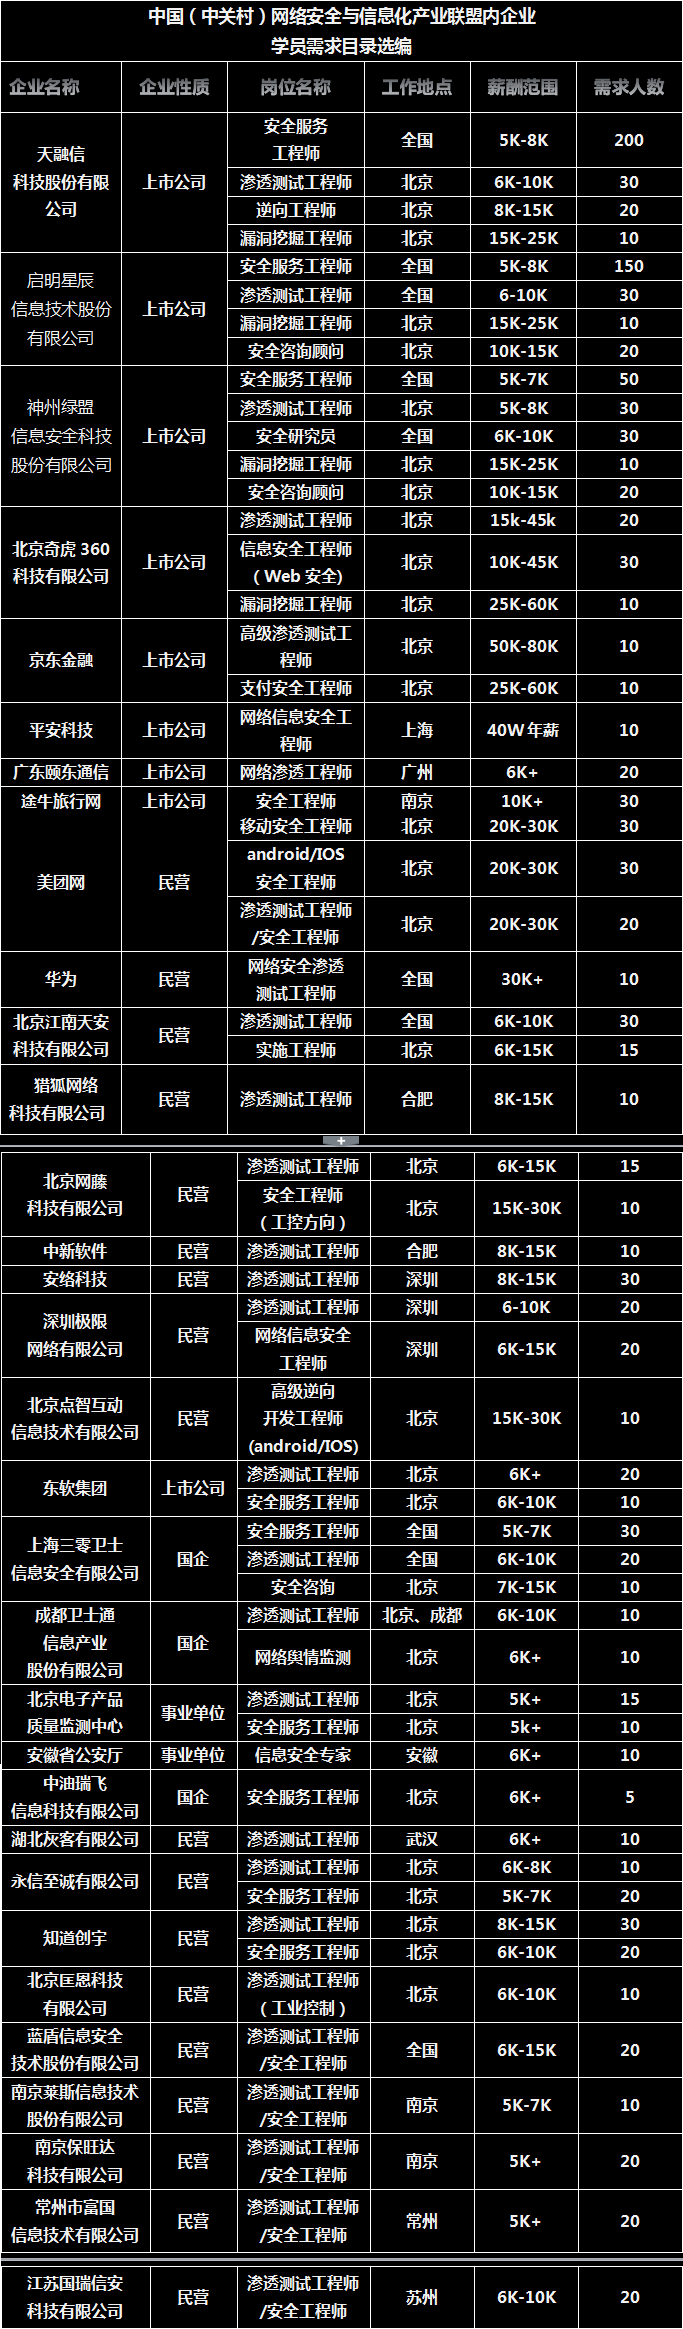 中国（中关村）网络安全与信息化产业联盟内企业
学员需求目录选编
企业名称 企业性质 岗位名称 工作地点 薪酬范围 需求人数
天融信
科技股份有限
公司
上市公司
安全服务
工程师
全国 5K-8K 200
渗透测试工程师 北京 6K-10K 30
逆向工程师 北京 8K-15K 20
漏洞挖掘工程师 北京 15K-25K 10
启明星辰
信息技术股份
有限公司
上市公司
安全服务工程师 全国 5K-8K 150
渗透测试工程师 全国 6-10K 30
漏洞挖掘工程师 北京 15K-25K 10
安全咨询顾问 北京 10K-15K 20
神州绿盟
信息安全科技
股份有限公司
上市公司
安全服务工程师 全国 5K-7K 50
渗透测试工程师 北京 5K-8K 30
安全研究员 全国 6K-10K 30
漏洞挖掘工程师 北京 15K-25K 10
安全咨询顾问 北京 10K-15K 20
北京奇虎 360
科技有限公司
上市公司
渗透测试工程师 北京 15k-45k 20
信息安全工程师
（Web 安全)
北京 10K-45K 30
漏洞挖掘工程师 北京 25K-60K 10
京东金融
上市公司
高级渗透测试工
程师
北京 50K-80K 10
支付安全工程师 北京 25K-60K 10
平安科技
上市公司
网络信息安全工
程师
上海 40W 年薪 10
广东颐东通信 上市公司 网络渗透工程师 广州 6K+ 20
途牛旅行网 上市公司 安全工程师 南京 10K+ 30
美团网
民营
移动安全工程师 北京 20K-30K 30
android/IOS
安全工程师
北京 20K-30K 30
渗透测试工程师
/安全工程师
北京 20K-30K 20
华为
民营
网络安全渗透
测试工程师
全国 30K+ 10
北京江南天安
科技有限公司
民营
渗透测试工程师 全国 6K-10K 30
实施工程师 北京 6K-15K 15
猎狐网络
科技有限公司
民营 渗透测试工程师 合肥 8K-15K 10
+
北京网藤
科技有限公司
民营
渗透测试工程师 北京 6K-15K 15
安全工程师
（工控方向）
北京 15K-30K 10
中新软件 民营 渗透测试工程师 合肥 8K-15K 10
安络科技 民营 渗透测试工程师 深圳 8K-15K 30
深圳极限
网络有限公司
民营
渗透测试工程师 深圳 6-10K 20
网络信息安全
工程师
深圳 6K-15K 20
北京点智互动
信息技术有限公司
民营
高级逆向
开发工程师
(android/IOS)
北京 15K-30K 10
东软集团
上市公司
渗透测试工程师 北京 6K+ 20
安全服务工程师 北京 6K-10K 10
上海三零卫士
信息安全有限公司
国企
安全服务工程师 全国 5K-7K 30
渗透测试工程师 全国 6K-10K 20
安全咨询 北京 7K-15K 10
成都卫士通
信息产业
股份有限公司
国企
渗透测试工程师 北京、成都 6K-10K 10
网络舆情监测 北京 6K+ 10
北京电子产品
质量监测中心
事业单位
渗透测试工程师 北京 5K+ 15
安全服务工程师 北京 5k+ 10
安徽省公安厅 事业单位 信息安全专家 安徽 6K+ 10
中油瑞飞
信息科技有限公司
国企 安全服务工程师 北京 6K+ 5
湖北灰客有限公司 民营 渗透测试工程师 武汉 6K+ 10
永信至诚有限公司
民营
渗透测试工程师 北京 6K-8K 10
安全服务工程师 北京 5K-7K 20
知道创宇
民营
渗透测试工程师 北京 8K-15K 30
安全服务工程师 北京 6K-10K 20
北京匡恩科技
有限公司
民营
渗透测试工程师
（工业控制）
北京 6K-10K 10
蓝盾信息安全
技术股份有限公司
民营
渗透测试工程师
/安全工程师
全国 6K-15K 20
南京莱斯信息技术
股份有限公司
民营
渗透测试工程师
/安全工程师
南京 5K-7K 10
南京保旺达
科技有限公司
民营
渗透测试工程师
/安全工程师
南京 5K+ 20
常州市富国
信息技术有限公司
民营
渗透测试工程师
/安全工程师
常州 5K+ 20
江苏国瑞信安
科技有限公司
民营
渗透测试工程师
/安全工程师
苏州 6K-10K 20